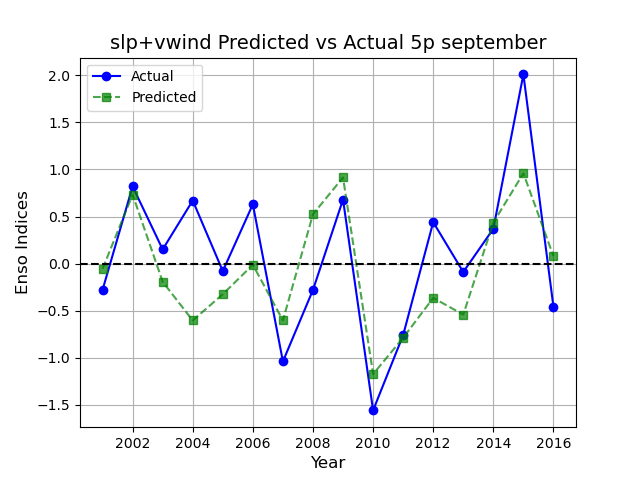 slp+vwind Predicted vs Actual 5p september
Actual
Predicted
Enso Indices
2.0
1.5
1.0
0.5
0.0
−0.5
−1.0
−1.5
2002 2004 2006 2008 2010 2012 2014 2016
Year